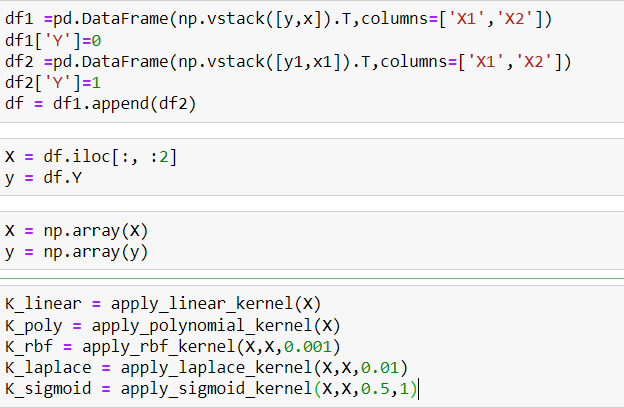 df1 =pd.DataFrame(np.vstack([y,x]).T,columns=['X1','X2'])
df1['Y']=0
df2 =pd.DataFrame(np.vstack([y1,x1]).T,columns=['X1','X2'])
df2['Y']=1
df = df1.append(df2)
X = df.iloc[:, :2]
y = df.Y
X = np.array(X)
y = np.array(y)
K_linear = apply_linear_kernel(X)
K_poly = apply_polynomial_kernel(X)
K_rbf = apply_rbf_kernel(X,X,0.001)
K_laplace = apply_laplace_kernel(X,X,0.01)
K_sigmoid = apply_sigmoid_kernel(X,X,0.5,1)